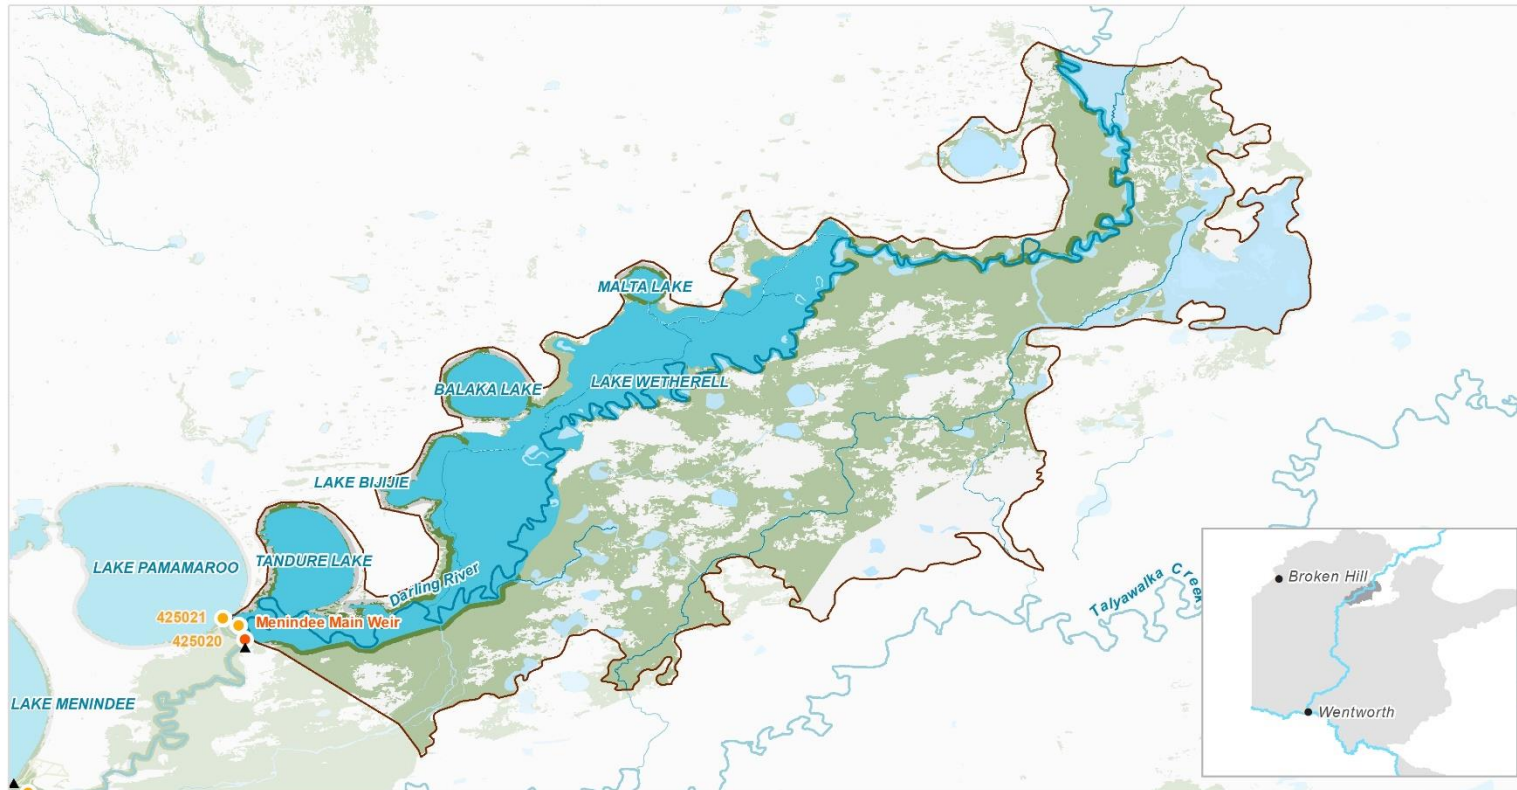 MALTA LAKE
BALAKA LAKE
LAKE WETHERELL
LAKE BIJIJIE
LAKE PAMAMAROO
TANDURE LAKE
Darling River
425021
Menindee Main Weir
425020
LAKE MENINDEE
Talyawalka Creek
Broken Hill
Wentworth